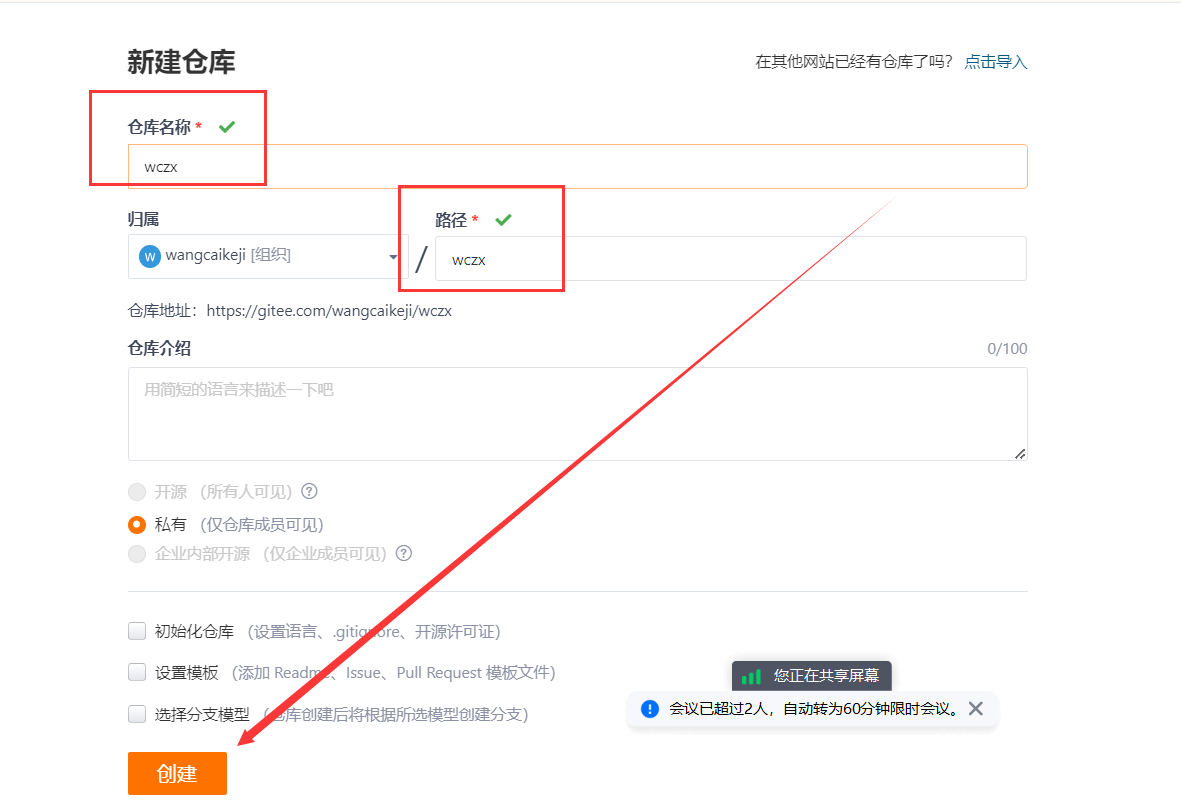 新建仓库
在其他网站已经有仓库了吗? 点击导入
仓库名称 *
wczx
归属
路径 *
W wangcaikeji [组织] / wczx
仓库地址：https://gitee.com/wangcaikeji/wczx
仓库介绍 0/100
用简短的语言来描述一下吧
开源 （所有人可见） ?
私有 （仅仓库成员可见）
企业内部开源 （仅企业成员可见） ?
初始化仓库 （设置语言、.gitignore、开源许可证）
设置模板 （添加 Readme、Issue、Pull Request 模板文件）
您正在共享屏幕
会议已超过2人，自动转为60分钟限时会议。
选择分支模型 （仓库创建后将根据所选模型创建分支）
创建